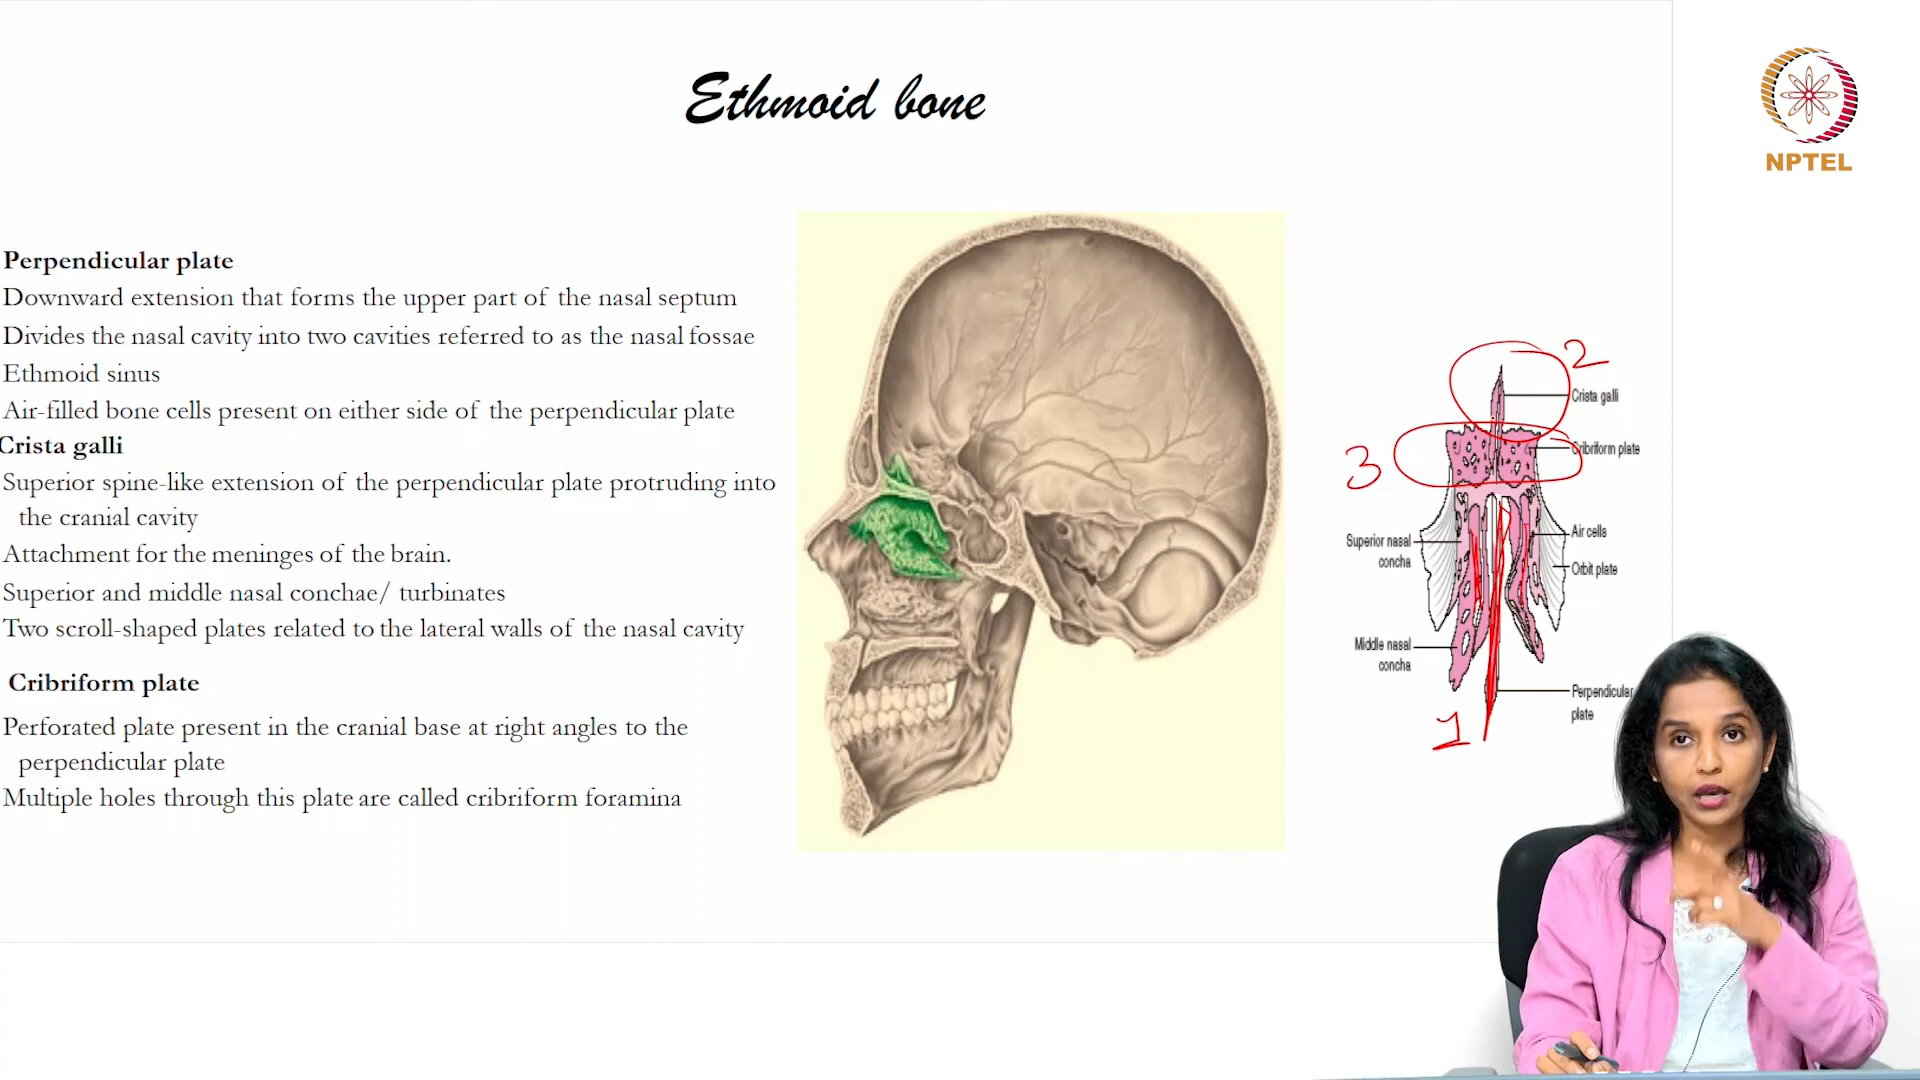 Ethmoid bone
NPTEL
Perpendicular plate
Downward extension that forms the upper part of the nasal septum
Divides the nasal cavity into two cavities referred to as the nasal fossae
Ethmoid sinus
Air-filled bone cells present on either side of the perpendicular plate
Crista galli
Superior spine-like extension of the perpendicular plate protruding into
the cranial cavity
Attachment for the meninges of the brain.
Superior and middle nasal conchae/ turbinates
Two scroll-shaped plates related to the lateral walls of the nasal cavity
Cribriform plate
Perforated plate present in the cranial base at right angles to the
perpendicular plate
Multiple holes through this plate are called cribriform foramina
2
Crista galli
Cribriform plate
3
Air cells
Superior nasal
concha
Orbit plate
Middle nasal
concha
Perpendicular
plate
1